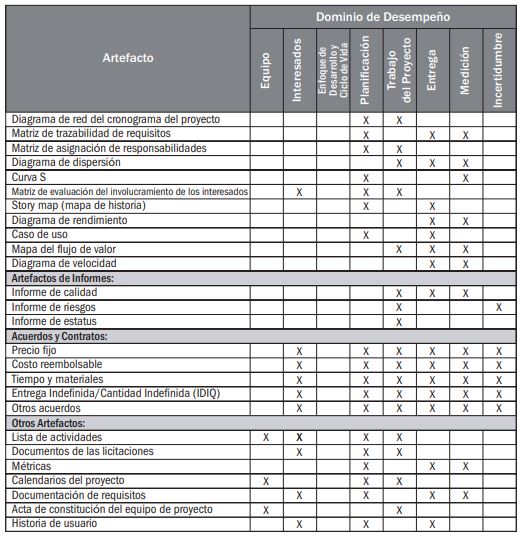 Artefacto
Dominio de Desempeño
Equipo
Interesados
Enfoque de
Desarrollo y
Ciclo de Vida
Planificación
Trabajo
del Proyecto
Entrega
Medición
Incertidumbre
Diagrama de red del cronograma del proyecto X X
Matriz de trazabilidad de requisitos X X X
Matriz de asignación de responsabilidades X X
Diagrama de dispersión X X X
Curva S X X
Matriz de evaluación del involucramiento de los interesados X X X
Story map (mapa de historia) X X
Diagrama de rendimiento X X
Caso de uso X X
Mapa del flujo de valor X X X
Diagrama de velocidad X X
Artefactos de Informes:
Informe de calidad X X X
Informe de riesgos X X
Informe de estatus X
Acuerdos y Contratos:
Precio fijo X X X X X X
Costo reembolsable X X X X X X
Tiempo y materiales X X X X X X
Entrega Indefinida/Cantidad Indefinida (IDIQ) X X X X X X
Otros acuerdos X X X X X X
Otros Artefactos:
Lista de actividades X X X X
Documentos de las licitaciones X X X
Métricas X X X
Calendarios del proyecto X X X
Documentación de requisitos X X X X
Acta de constitución del equipo de proyecto X X
Historia de usuario X X X